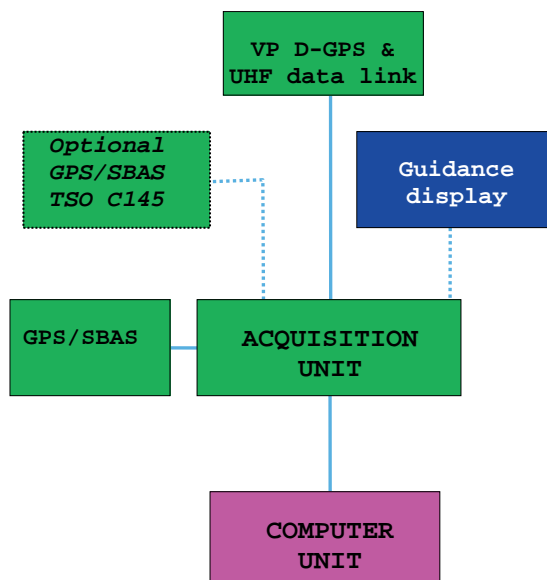 VP D-GPS &
UHF data link
Optional
GPS/SBAS
TSO C145
Guidance
display
GPS/SBAS
ACQUISITION
UNIT
COMPUTER
UNIT